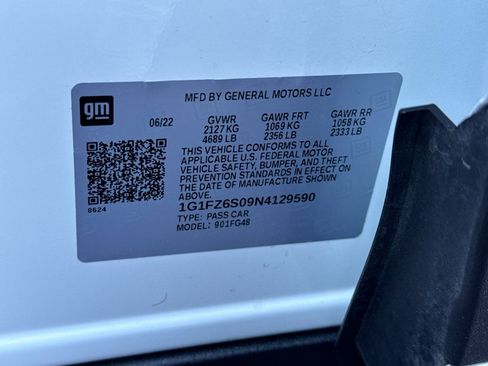 gm
MFD BY GENERAL MOTORS LLC
06/22 GVWR GAWR FRT GAWR RR
2127 KG 1069 KG 1058 KG
4689 LB 2356 LB 2333 LB
THIS VEHICLE CONFORMS TO ALL
APPLICABLE U.S. FEDERAL MOTOR
VEHICLE SAFETY, BUMPER, AND THEFT
PREVENTION STANDARDS IN EFFECT ON
THE DATE OF MANUFACTURE SHOWN ABOVE.
1G1FZ6S09N4129590
8624
TYPE: PASS CAR
MODEL: 901FG48